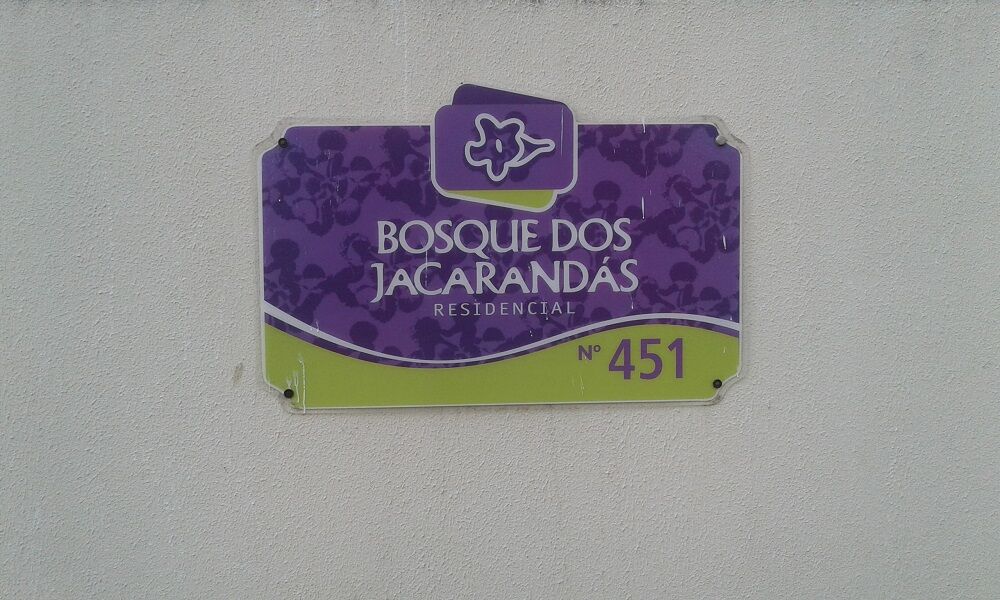 BOSQUE DOS
JACARANDÁS
RESIDENCIAL
Nº 451